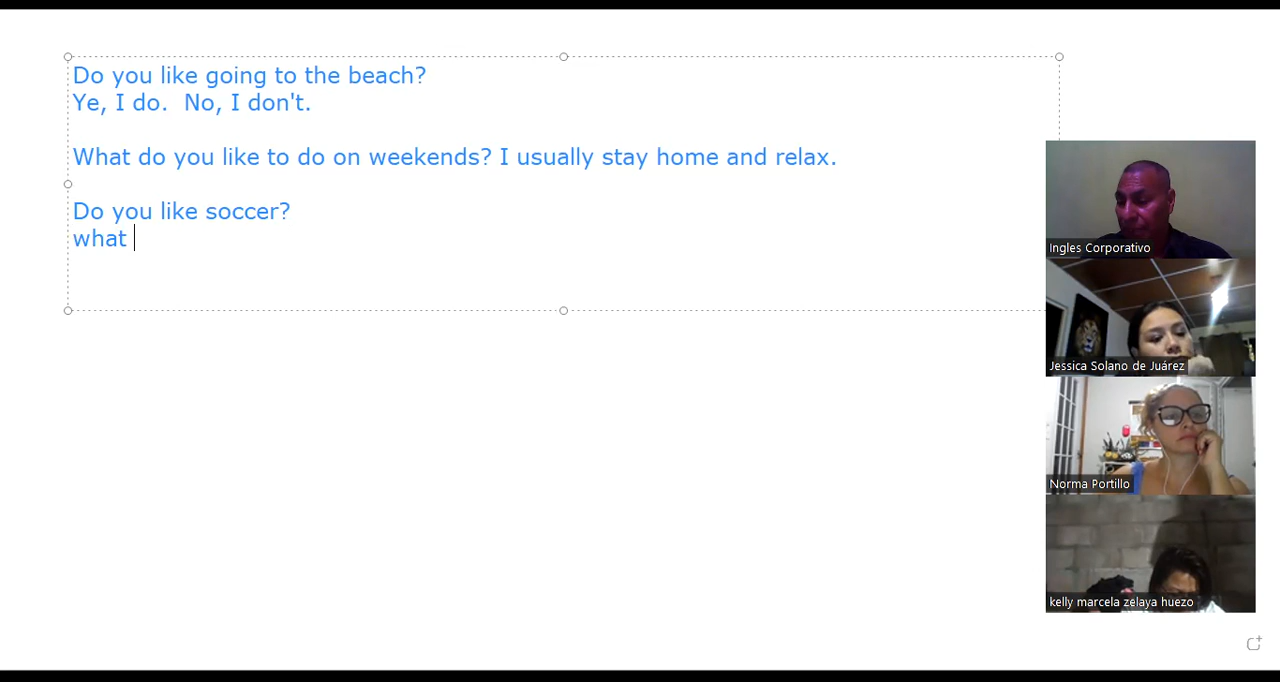 Do you like going to the beach?
Ye, I do.  No, I don't.
What do you like to do on weekends? I usually stay home and relax.
Do you like soccer?
what
Ingles Corporativo
Jessica Solano de Juárez
Norma Portillo
kelly marcela zelaya huezo